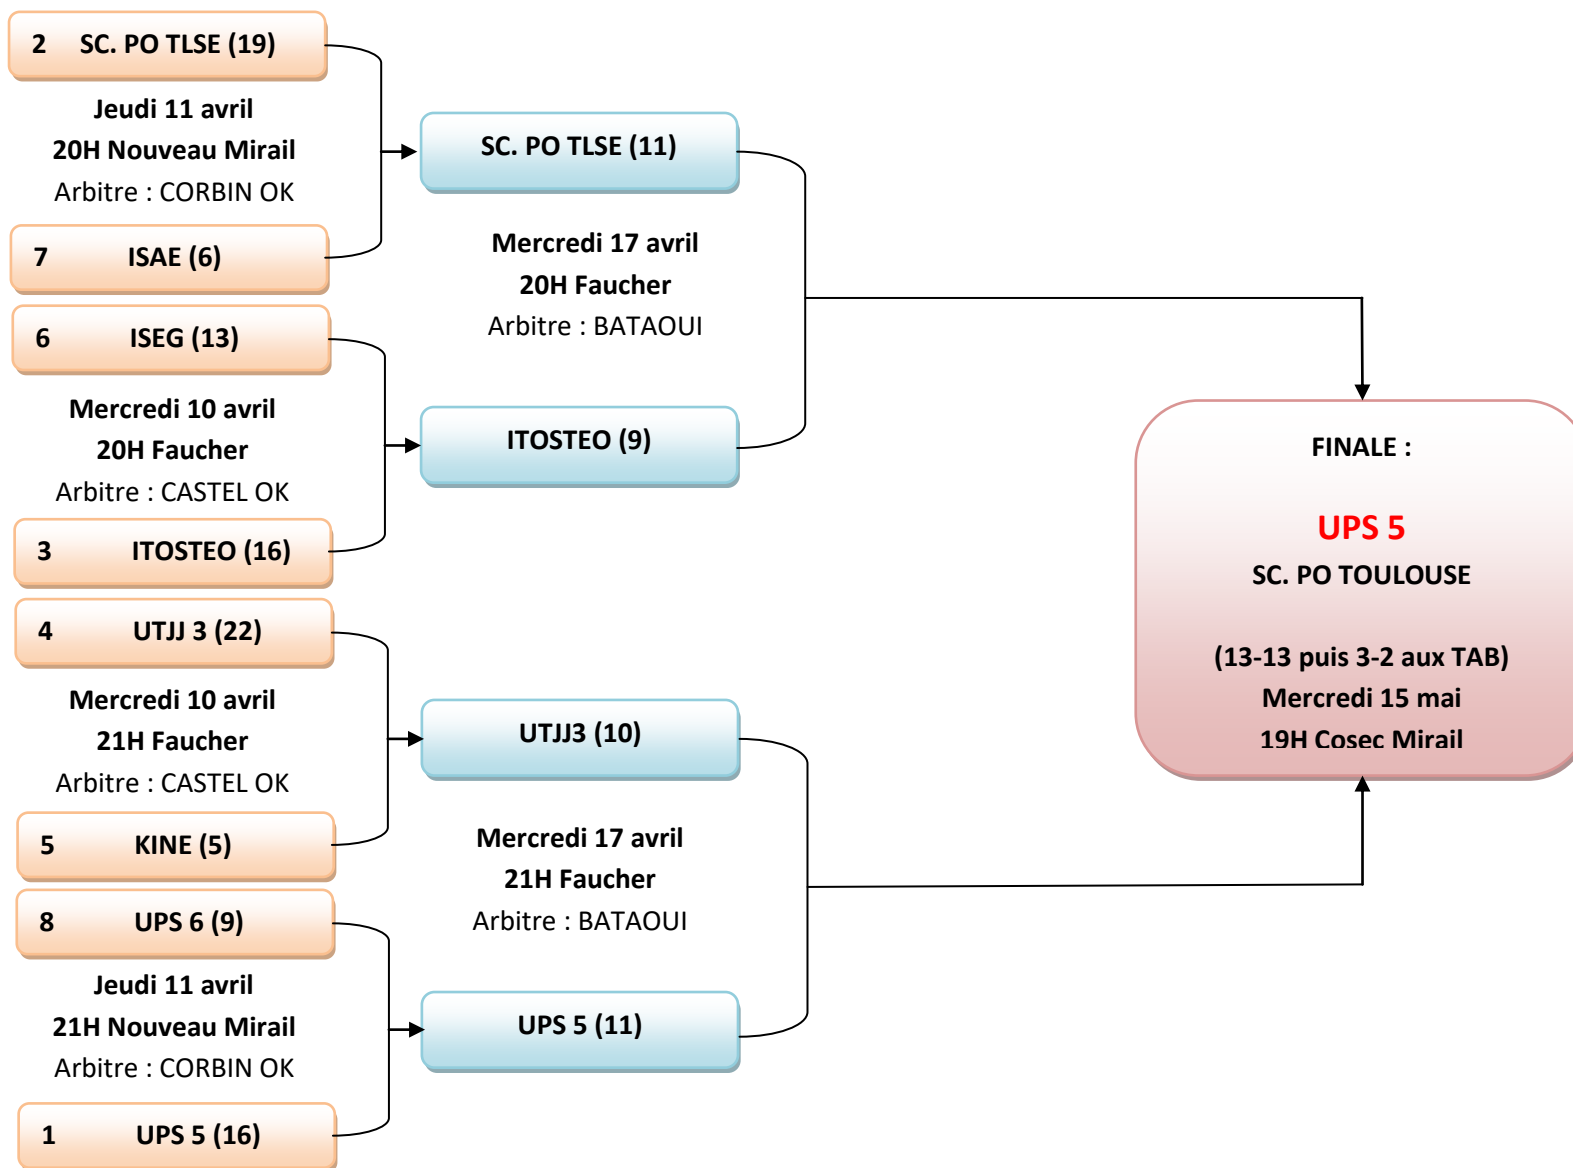 2 SC. PO TLSE (19)
Jeudi 11 avril
20H Nouveau Mirail
Arbitre : CORBIN OK
7 ISAE (6)
6 ISEG (13)
Mercredi 10 avril
20H Faucher
Arbitre : CASTEL OK
3 ITOSTEO (16)
4 UTJJ 3 (22)
Mercredi 10 avril
21H Faucher
Arbitre : CASTEL OK
5 KINE (5)
8 UPS 6 (9)
Jeudi 11 avril
21H Nouveau Mirail
Arbitre : CORBIN OK
1 UPS 5 (16)
SC. PO TLSE (11)
Mercredi 17 avril
20H Faucher
Arbitre : BATAOUI
ITOSTEO (9)
UTJJ3 (10)
Mercredi 17 avril
21H Faucher
Arbitre : BATAOUI
UPS 5 (11)
FINALE :
UPS 5
SC. PO TOULOUSE
(13-13 puis 3-2 aux TAB)
Mercredi 15 mai
19H Cosec Mirail